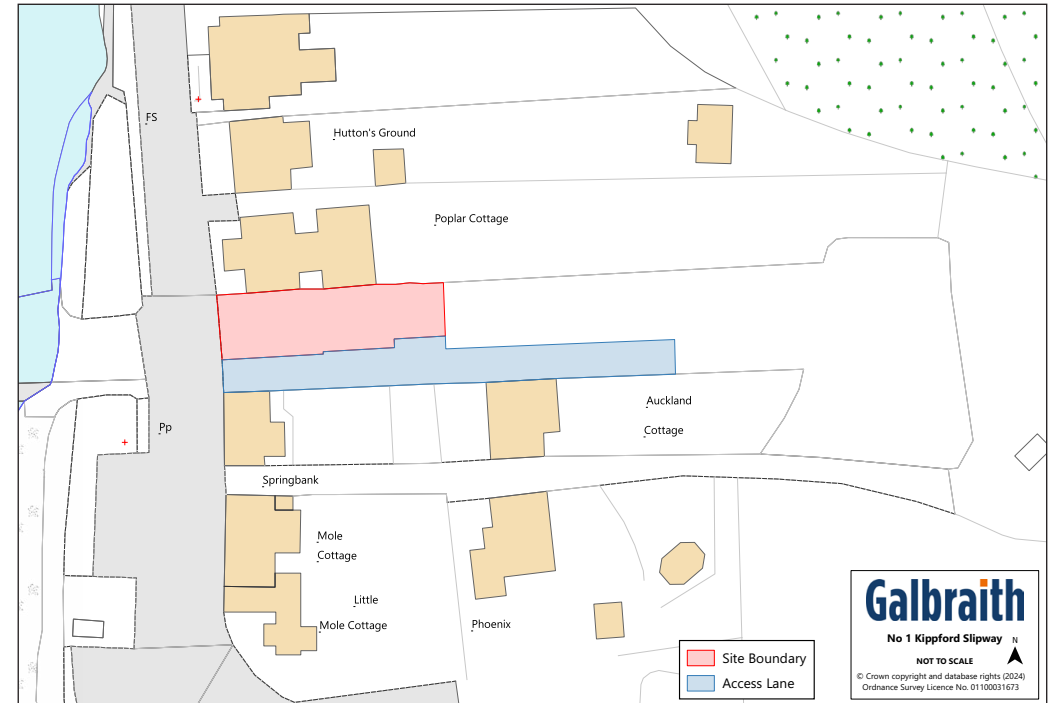 FS
Hutton's Ground
Poplar Cottage
Auckland
Cottage
Pp
Springbank
Mole
Cottage
Little
Mole Cottage
Phoenix
Site Boundary
Access Lane
Galbraith
No 1 Kippford Slipway
N
NOT TO SCALE
© Crown copyright and database rights (2024)
Ordnance Survey Licence No. 01100031673